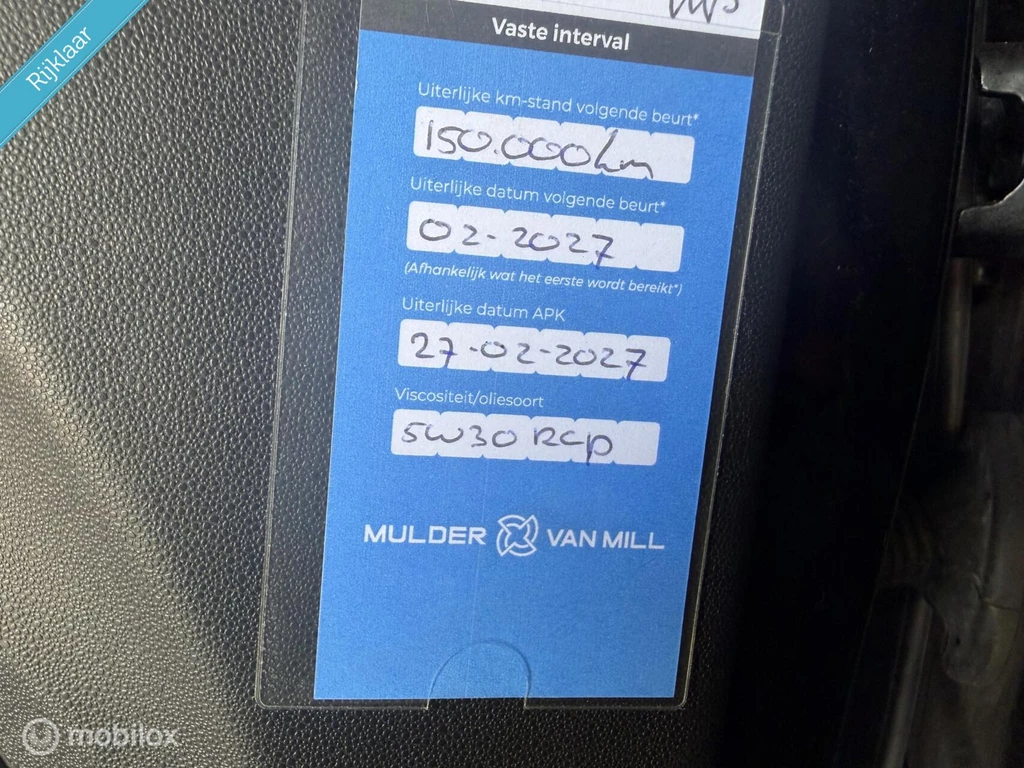 Rijklaar
Vaste interval
Uiterlijke km-stand volgende beurt*
150.000km
Uiterlijke datum volgende beurt*
02-2027
(Afhankelijk wat het eerste wordt bereikt*)
Uiterlijke datum APK
27-02-2027
Viscositeit/oliesoort
5W30 RCP
MULDER VAN MILL
mobilox